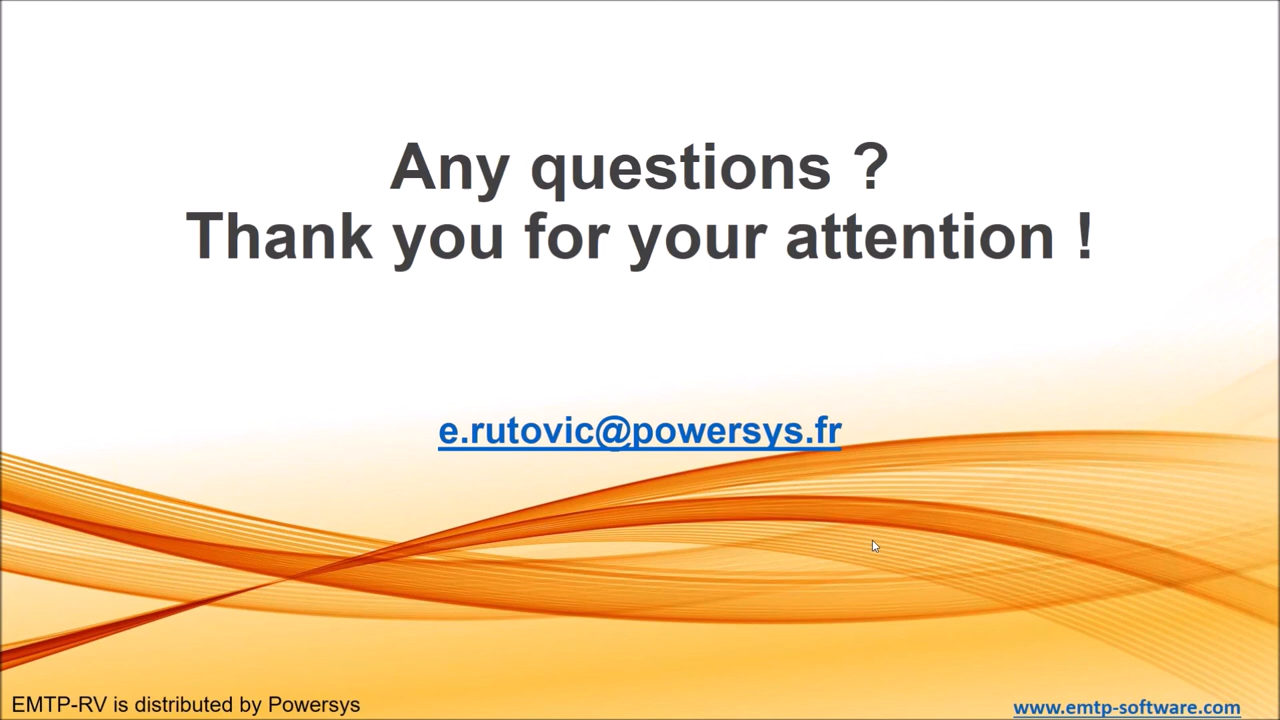 Any questions ?
Thank you for your attention !
e.rutovic@powersys.fr
EMTP-RV is distributed by Powersys
www.emtp-software.com